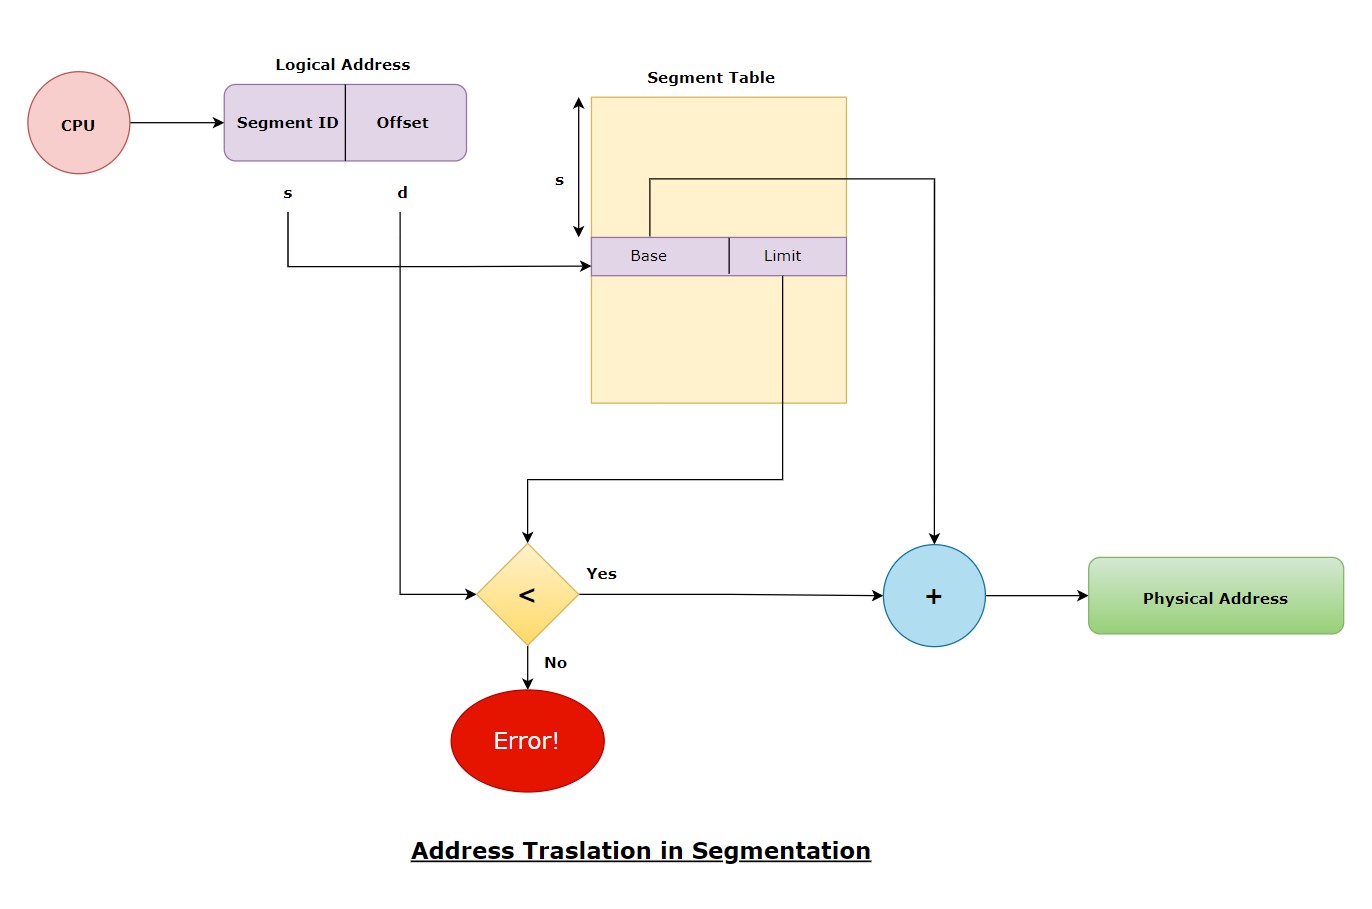 Logical Address
Segment Table
CPU
Segment ID
Offset
s
d
s
Base
Limit
Yes
<
+
Physical Address
No
Error!
Address Traslation in Segmentation